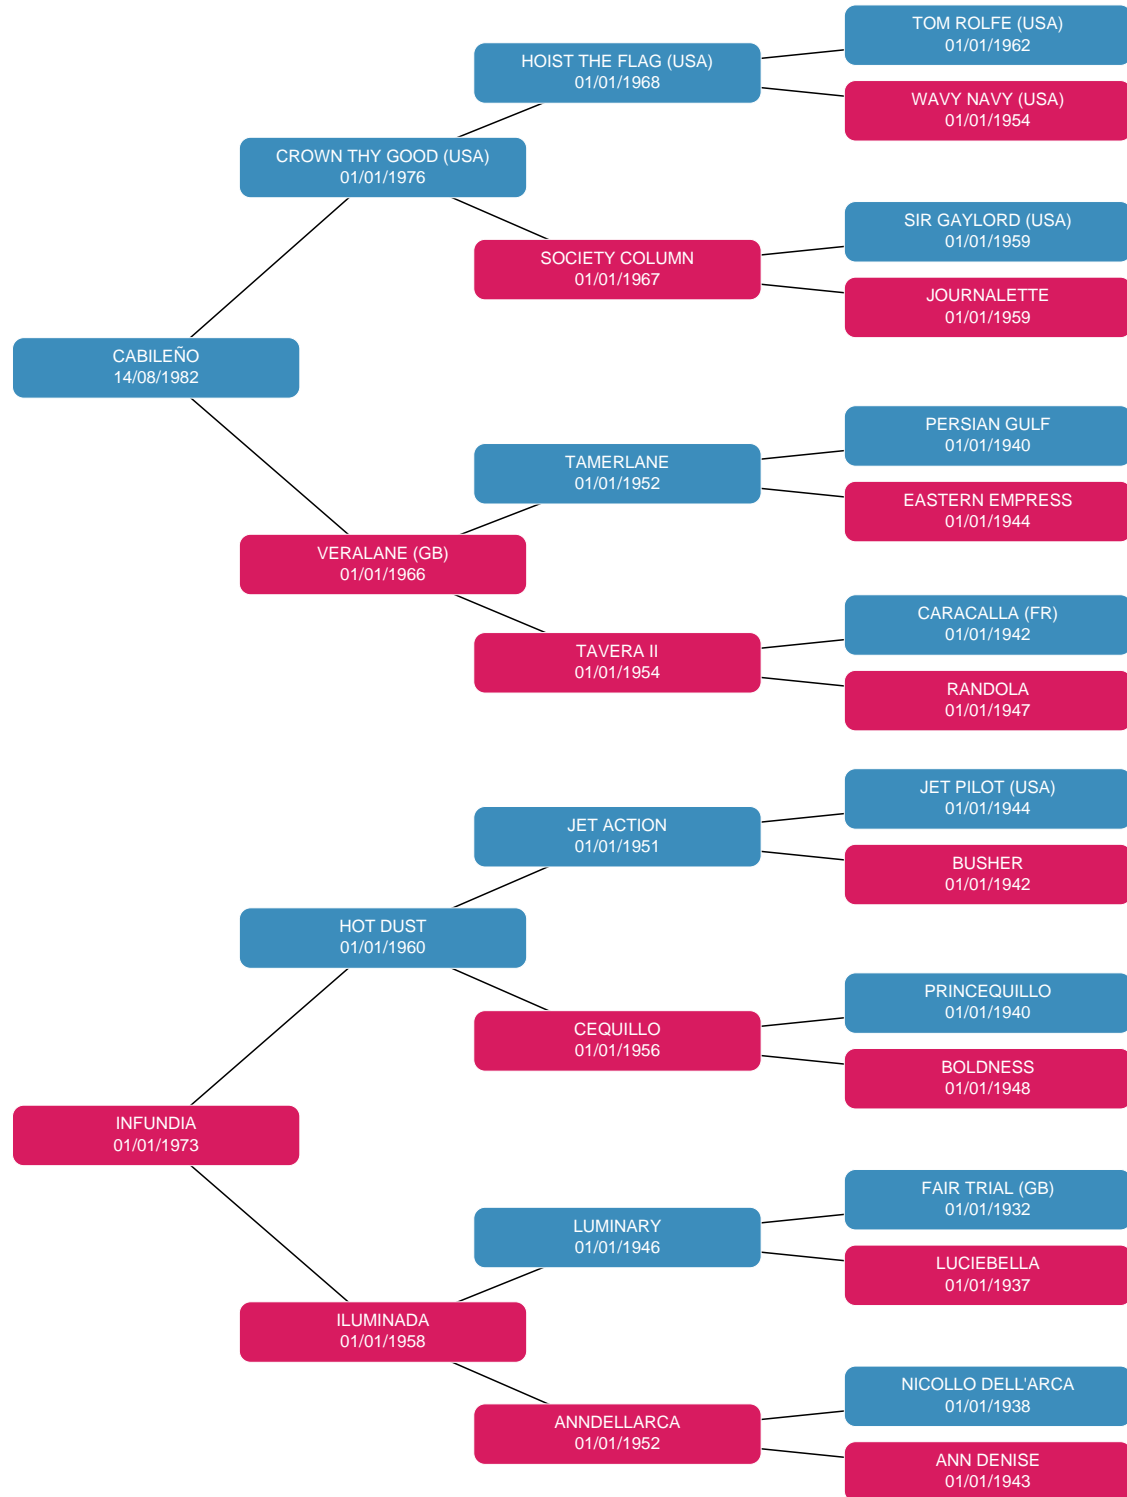 TOM ROLFE (USA)
01/01/1962
HOIST THE FLAG (USA)
01/01/1968
WAVY NAVY (USA)
01/01/1954
CROWN THY GOOD (USA)
01/01/1976
SIR GAYLORD (USA)
01/01/1959
SOCIETY COLUMN
01/01/1967
JOURNALETTE
01/01/1959
CABILEÑO
14/08/1982
PERSIAN GULF
01/01/1940
TAMERLANE
01/01/1952
EASTERN EMPRESS
01/01/1944
VERALANE (GB)
01/01/1966
CARACALLA (FR)
01/01/1942
TAVERA II
01/01/1954
RANDOLA
01/01/1947
JET PILOT (USA)
01/01/1944
JET ACTION
01/01/1951
BUSHER
01/01/1942
HOT DUST
01/01/1960
PRINCEQUILLO
01/01/1940
CEQUILLO
01/01/1956
BOLDNESS
01/01/1948
INFUNDIA
01/01/1973
FAIR TRIAL (GB)
01/01/1932
LUMINARY
01/01/1946
LUCIEBELLA
01/01/1937
ILUMINADA
01/01/1958
NICOLLO DELL'ARCA
01/01/1938
ANNDELLARCA
01/01/1952
ANN DENISE
01/01/1943